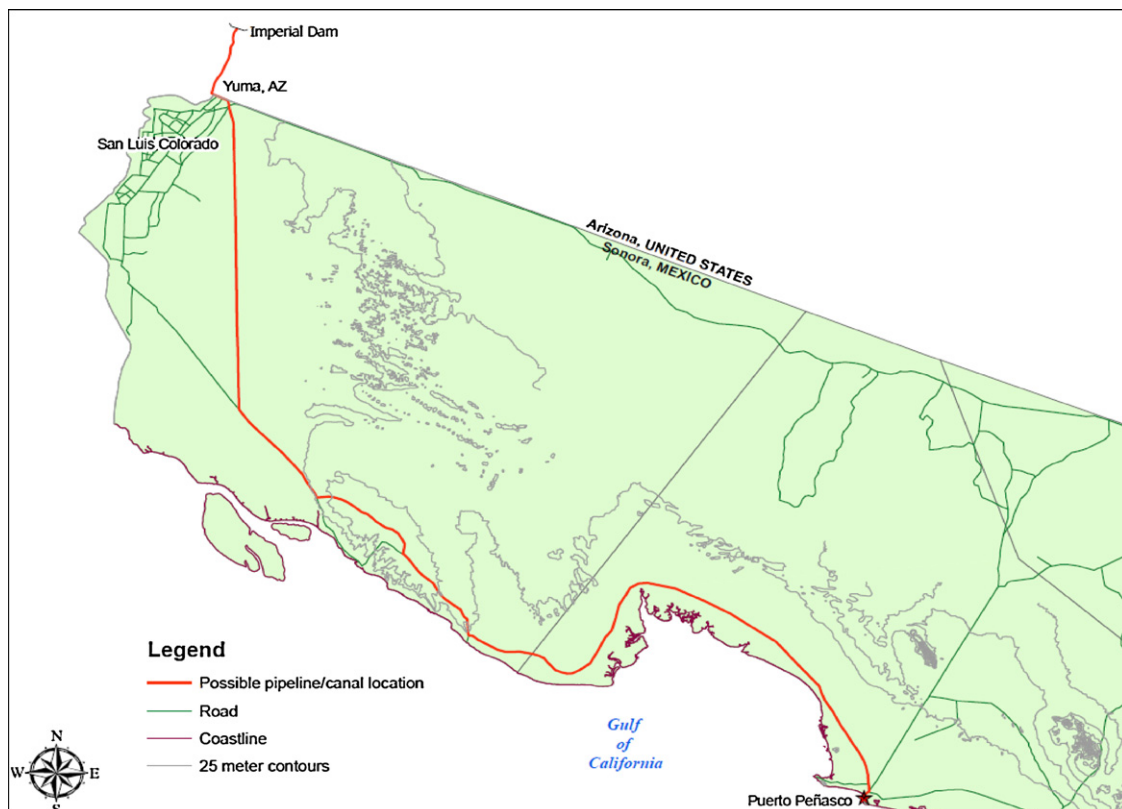 Imperial Dam
Yuma, AZ
San Luis Colorado
Arizona, UNITED STATES
Sonora, MEXICO
Legend
Possible pipeline/canal location
Road
Coastline
25 meter contours
Gulf
of
California
N
W E
S
Puerto Peñasco